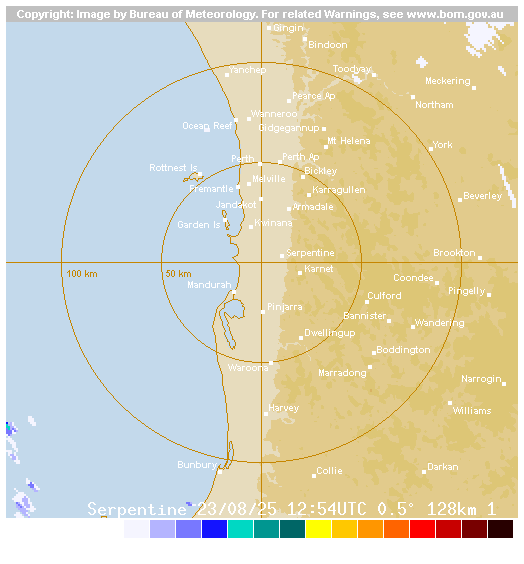 Copyright: Image by Bureau of Meteorology. For related Warnings, see www.bom.gov.au
Gingin
Bindoon
Yanchep
Toodyay
Meckering
Pearce Ap
Northam
Wanneroo
Ocean Reef
Gidgegannup
Mt Helena
York
Perth
Perth Ap
Rottnest Is
Bickley
Melville
Fremantle
Karragullen
Beverley
Jandakot
Armadale
Garden Is
Kwinana
Serpentine
Brookton
100 km
50 km
Karnet
Coondee
Mandurah
Culford
Pingelly
Pinjarra
Bannister
Wandering
Dwellingup
Boddington
Waroona
Marradong
Narrogin
Harvey
Williams
Bunbury
Collie
Darkan
Serpentine 23/08/25 12:54UTC 0.5° 128km 1